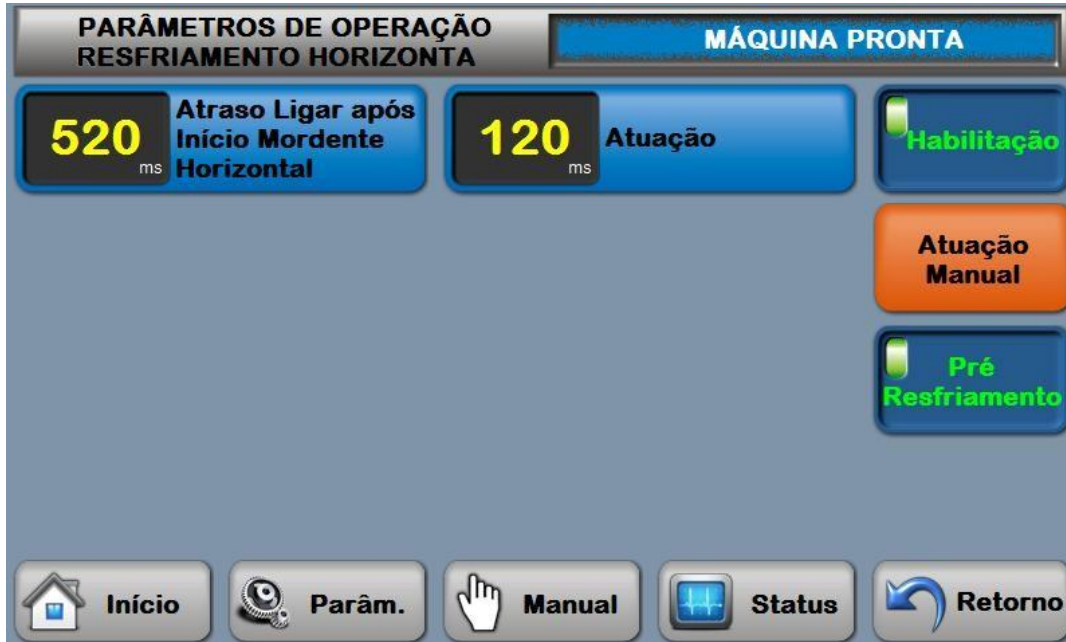 PARÂMETROS DE OPERAÇÃO
RESFRIAMENTO HORIZONTA
MÁQUINA PRONTA
520
ms
Atraso Ligar após
Início Mordente
Horizontal
120
ms
Atuação
Habilitação
Atuação
Manual
Pré
Resfriamento
Início
Parâm.
Manual
Status
Retorno